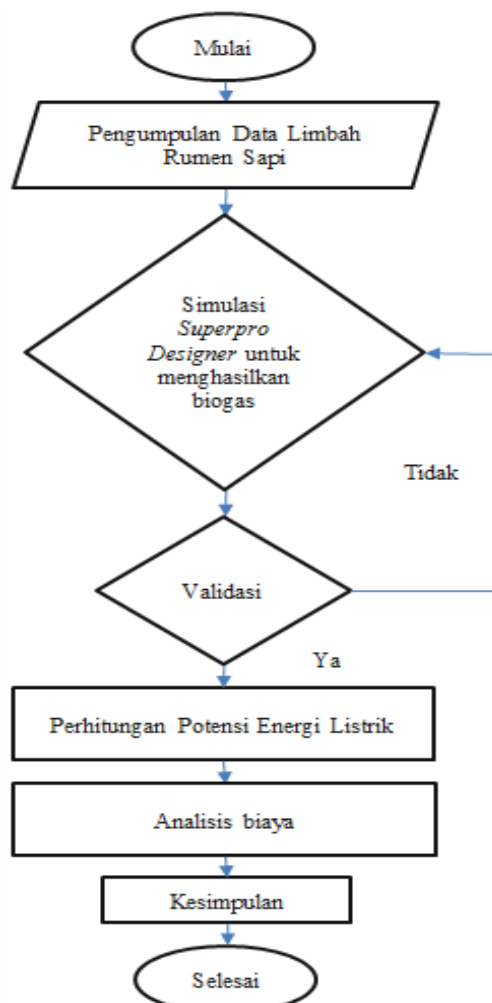 Mulai
Pengumpulan Data Limbah
Rumen Sapi
Simulasi
Superpro
Designer untuk
menghasilkan
biogas
Tidak
Validasi
Ya
Perhitungan Potensi Energi Listrik
Analisis biaya
Kesimpulan
Selesai